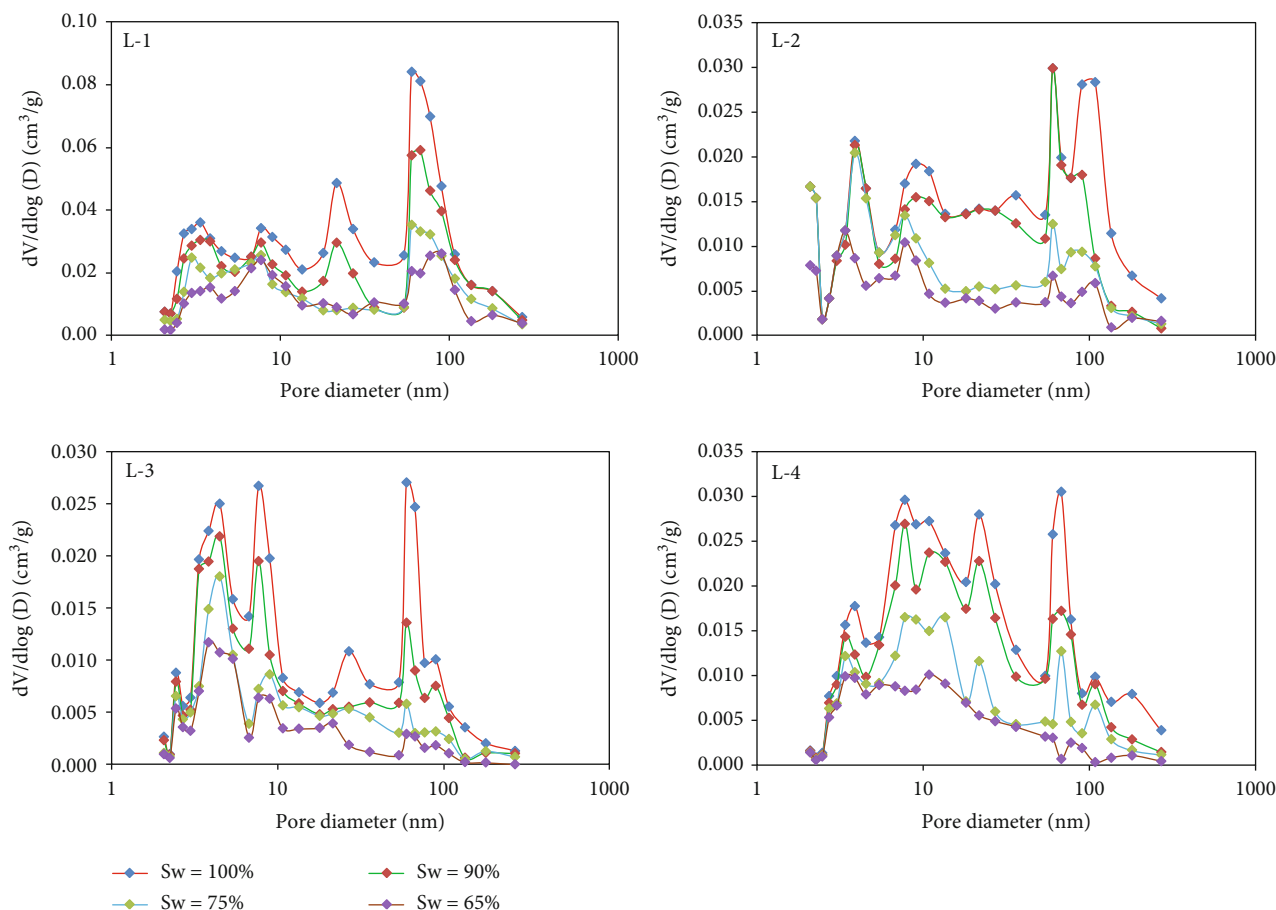 L-1
dV/dlog (D) (cm³/g)
0.10
0.08
0.06
0.04
0.02
0.00
1 10 100 1000
Pore diameter (nm)
L-2
dV/dlog (D) (cm³/g)
0.035
0.030
0.025
0.020
0.015
0.010
0.005
0.000
1 10 100 1000
Pore diameter (nm)
L-3
dV/dlog (D) (cm³/g)
0.030
0.025
0.020
0.015
0.010
0.005
0.000
1 10 100 1000
Pore diameter (nm)
L-4
dV/dlog (D) (cm³/g)
0.035
0.030
0.025
0.020
0.015
0.010
0.005
0.000
1 10 100 1000
Pore diameter (nm)
Sw = 100%
Sw = 90%
Sw = 75%
Sw = 65%